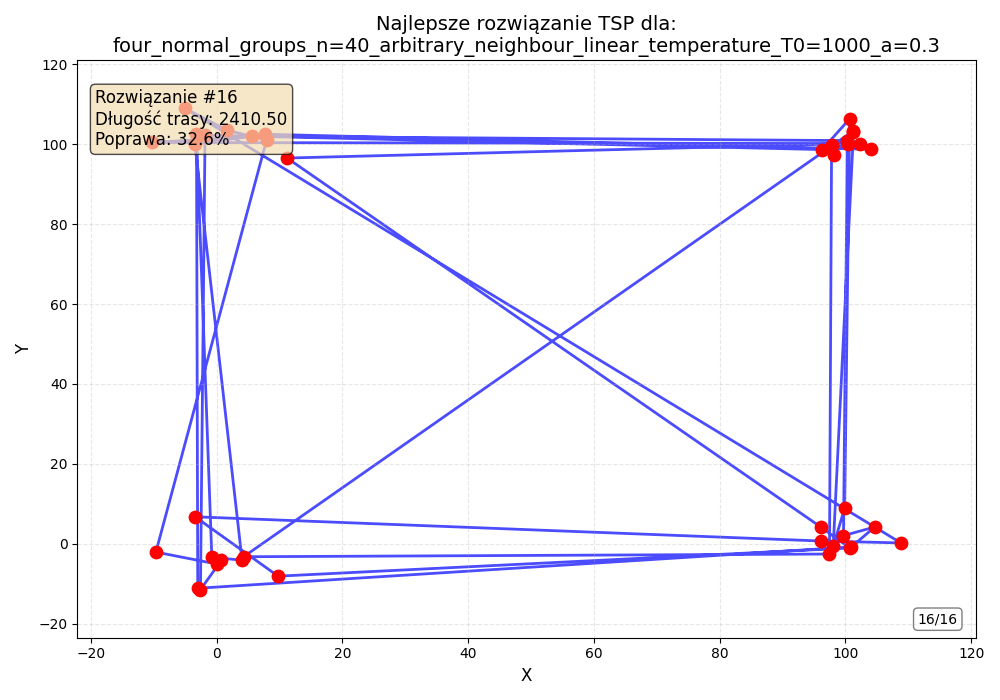 Najlepsze rozwiązanie TSP dla:
four_normal_groups_n=40_arbitrary_neighbour_linear_temperature_T0=1000_a=0.3
Rozwiązanie #16
Długość trasy: 2410.50
Poprawa: 32.6%
120
100
80
60
40
20
0
−20
Y
16/16
−20
0
20
40
60
80
100
120
X